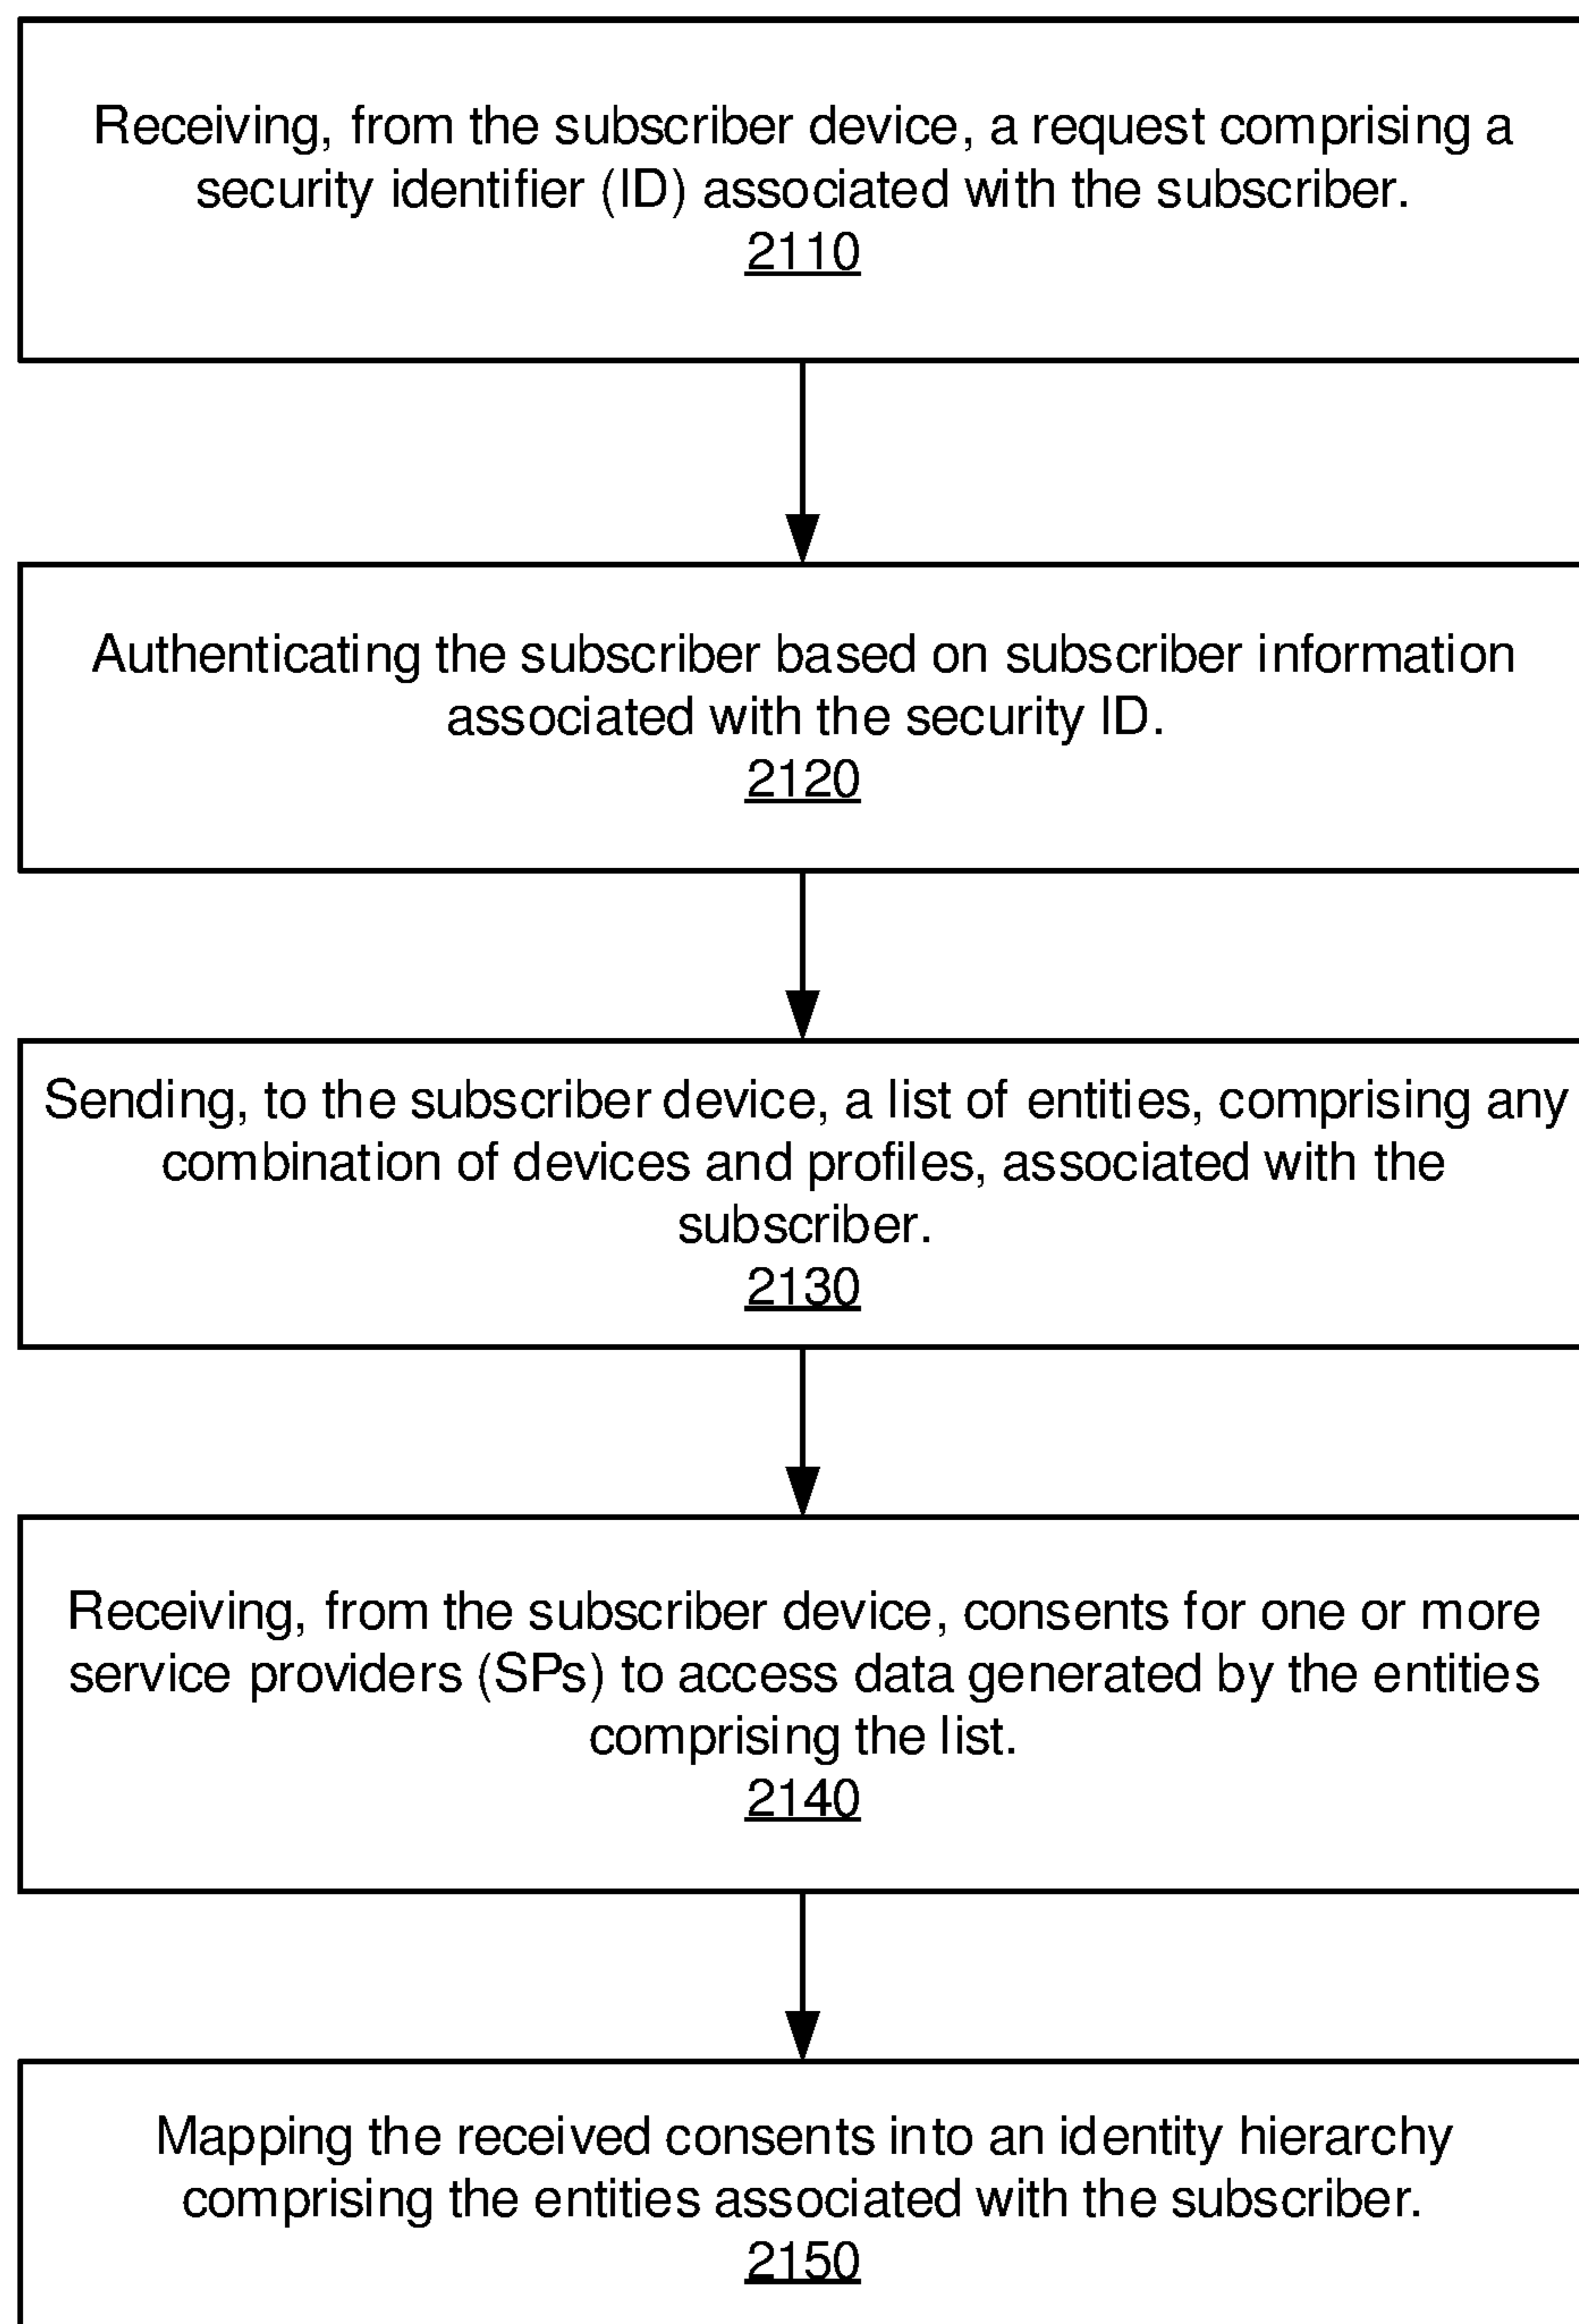 Receiving, from the subscriber device, a request comprising a
security identifier (ID) associated with the subscriber.
2110
Authenticating the subscriber based on subscriber information
associated with the security ID.
2120
Sending, to the subscriber device, a list of entities, comprising any
combination of devices and profiles, associated with the
subscriber.
2130
Receiving, from the subscriber device, consents for one or more
service providers (SPs) to access data generated by the entities
comprising the list.
2140
Mapping the received consents into an identity hierarchy
comprising the entities associated with the subscriber.
2150